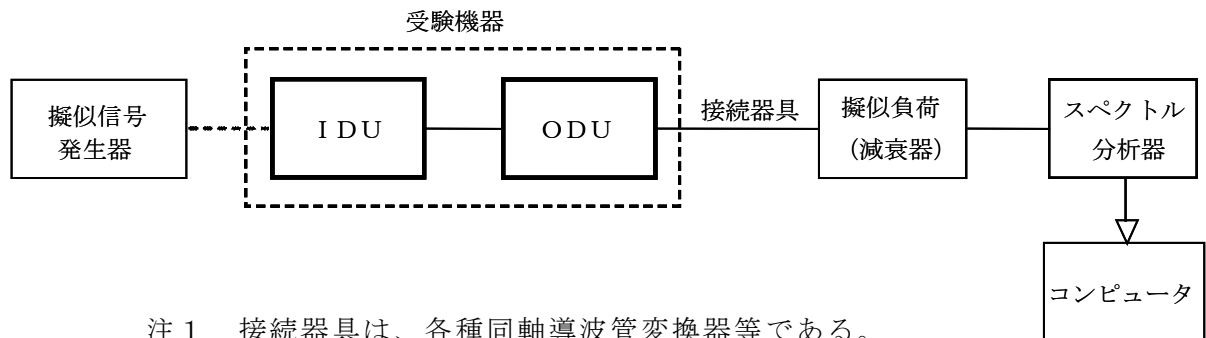 受験機器
擬似信号
発生器
ＩＤＵ
ＯＤＵ
接続器具
擬似負荷
（減衰器）
スペクトル
分析器
コンピュータ
注１　接続器具は、各種同軸導波管変換器等である。